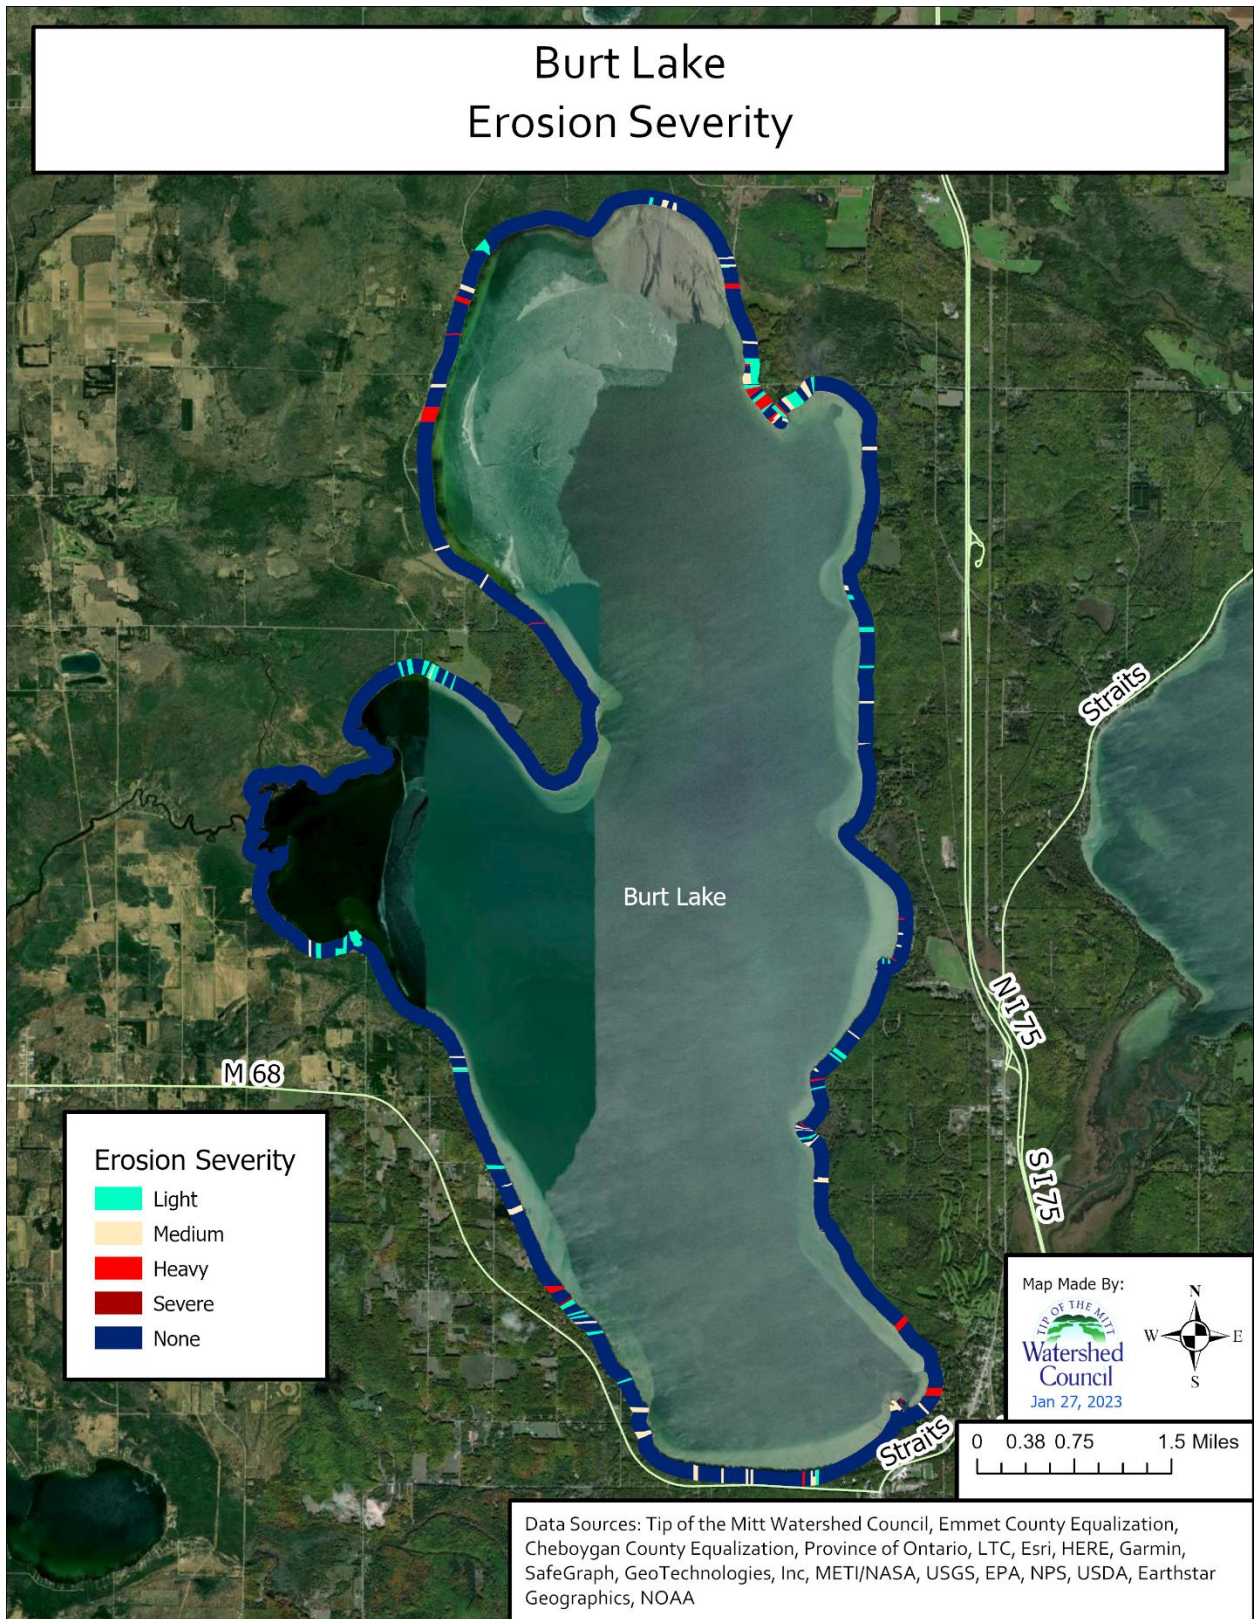 Burt Lake
Erosion Severity
Straits
Burt Lake
N I 75
M 68
S I 75
Erosion Severity
Light
Medium
Heavy
Severe
None
Map Made By:
TIP OF THE MITT
Watershed
Council
Jan 27, 2023
N
W E
S
Straits
0 0.38 0.75 1.5 Miles
Data Sources: Tip of the Mitt Watershed Council, Emmet County Equalization,
Cheboygan County Equalization, Province of Ontario, LTC, Esri, HERE, Garmin,
SafeGraph, GeoTechnologies, Inc, METI/NASA, USGS, EPA, NPS, USDA, Earthstar
Geographics, NOAA